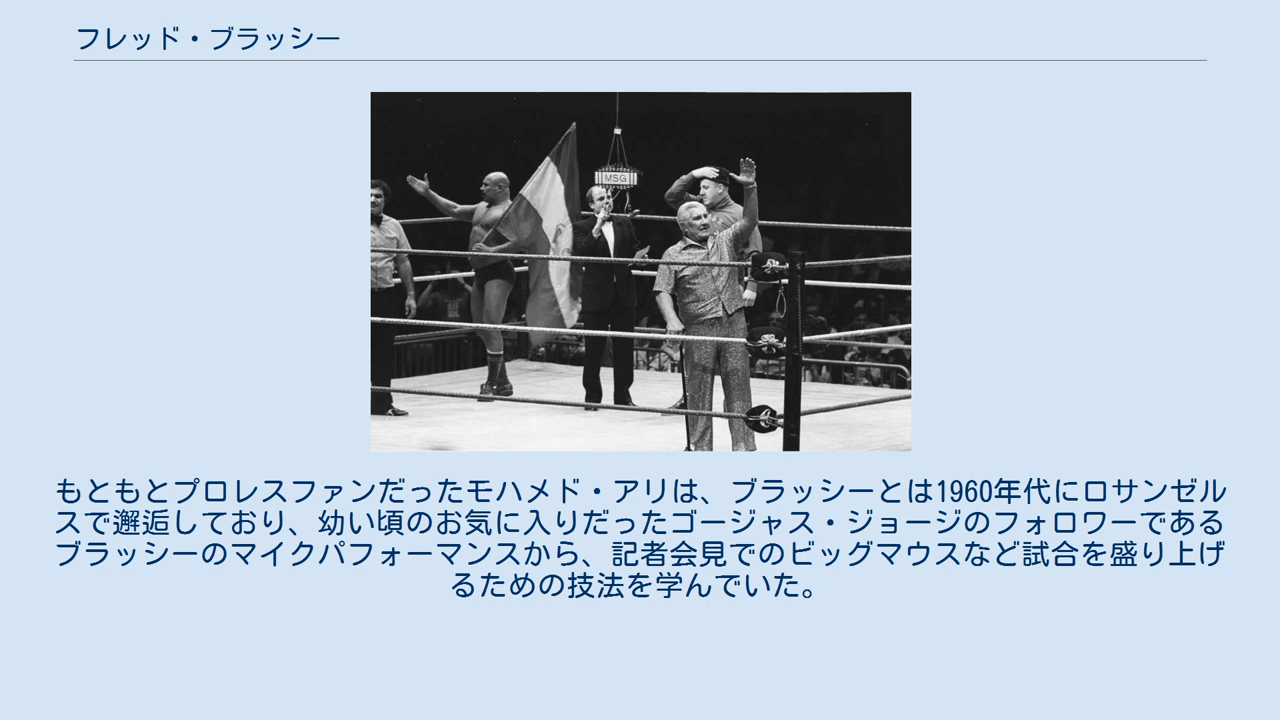 フレッド・ブラッシー
MSG
もともとプロレスファンだったモハメド・アリは、ブラッシーとは1960年代にロサンゼル
スで邂逅しており、幼い頃のお気に入りだったゴージャス・ジョージのフォロワーである
ブラッシーのマイクパフォーマンスから、記者会見でのビッグマウスなど試合を盛り上げ
るための技法を学んでいた。